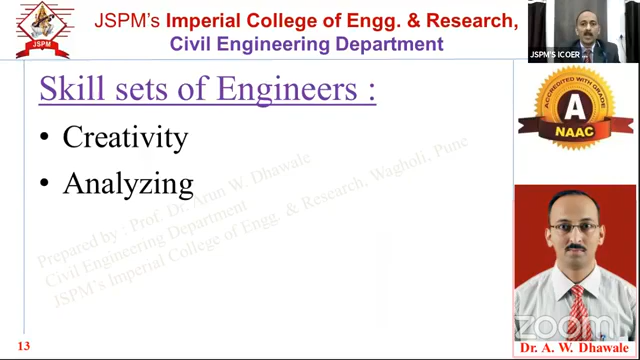 JSPM's Imperial College of Engg. & Research,
Civil Engineering Department
JSPM
JSPM'S ICOER ...
Skill sets of Engineers :
• Creativity
• Analyzing
Prepared by : Prof. Dr. Arun W. Dhawale
Civil Engineering Department
JSPM's Imperial College of Engg. & Research, Wagholi, Pune
ACCREDITED WITH GRADE
A
NAAC
zoom
13
Dr. A. W. Dhawale